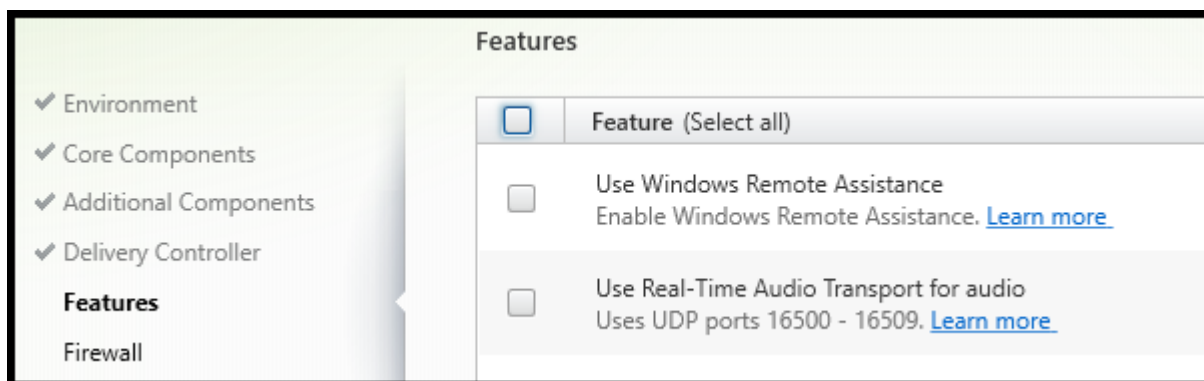 Features
Environment
Core Components
Additional Components
Delivery Controller
Features
Firewall
Feature (Select all)
Use Windows Remote Assistance
Enable Windows Remote Assistance. Learn more
Use Real-Time Audio Transport for audio
Uses UDP ports 16500 - 16509. Learn more